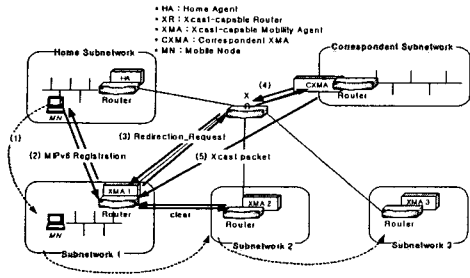 • HA : Home Agent
• XR : Xcast-capable Router
• XMA : Xcast-capable Mobility Agent
• CXMA : Correspondent XMA
• MN : Mobile Node
Home Subnetwork
Correspondent Subnetwork
HA
Router
MN
X
(4)
CXMA
Router
(1)
(2) MIPv6 Registration
(3) Redirection_Request
(5) Xcast packet
XMA 1
Router
clear
MN
Subnetwork 1
XMA 2
Router
Subnetwork 2
XMA 3
Router
Subnetwork 3